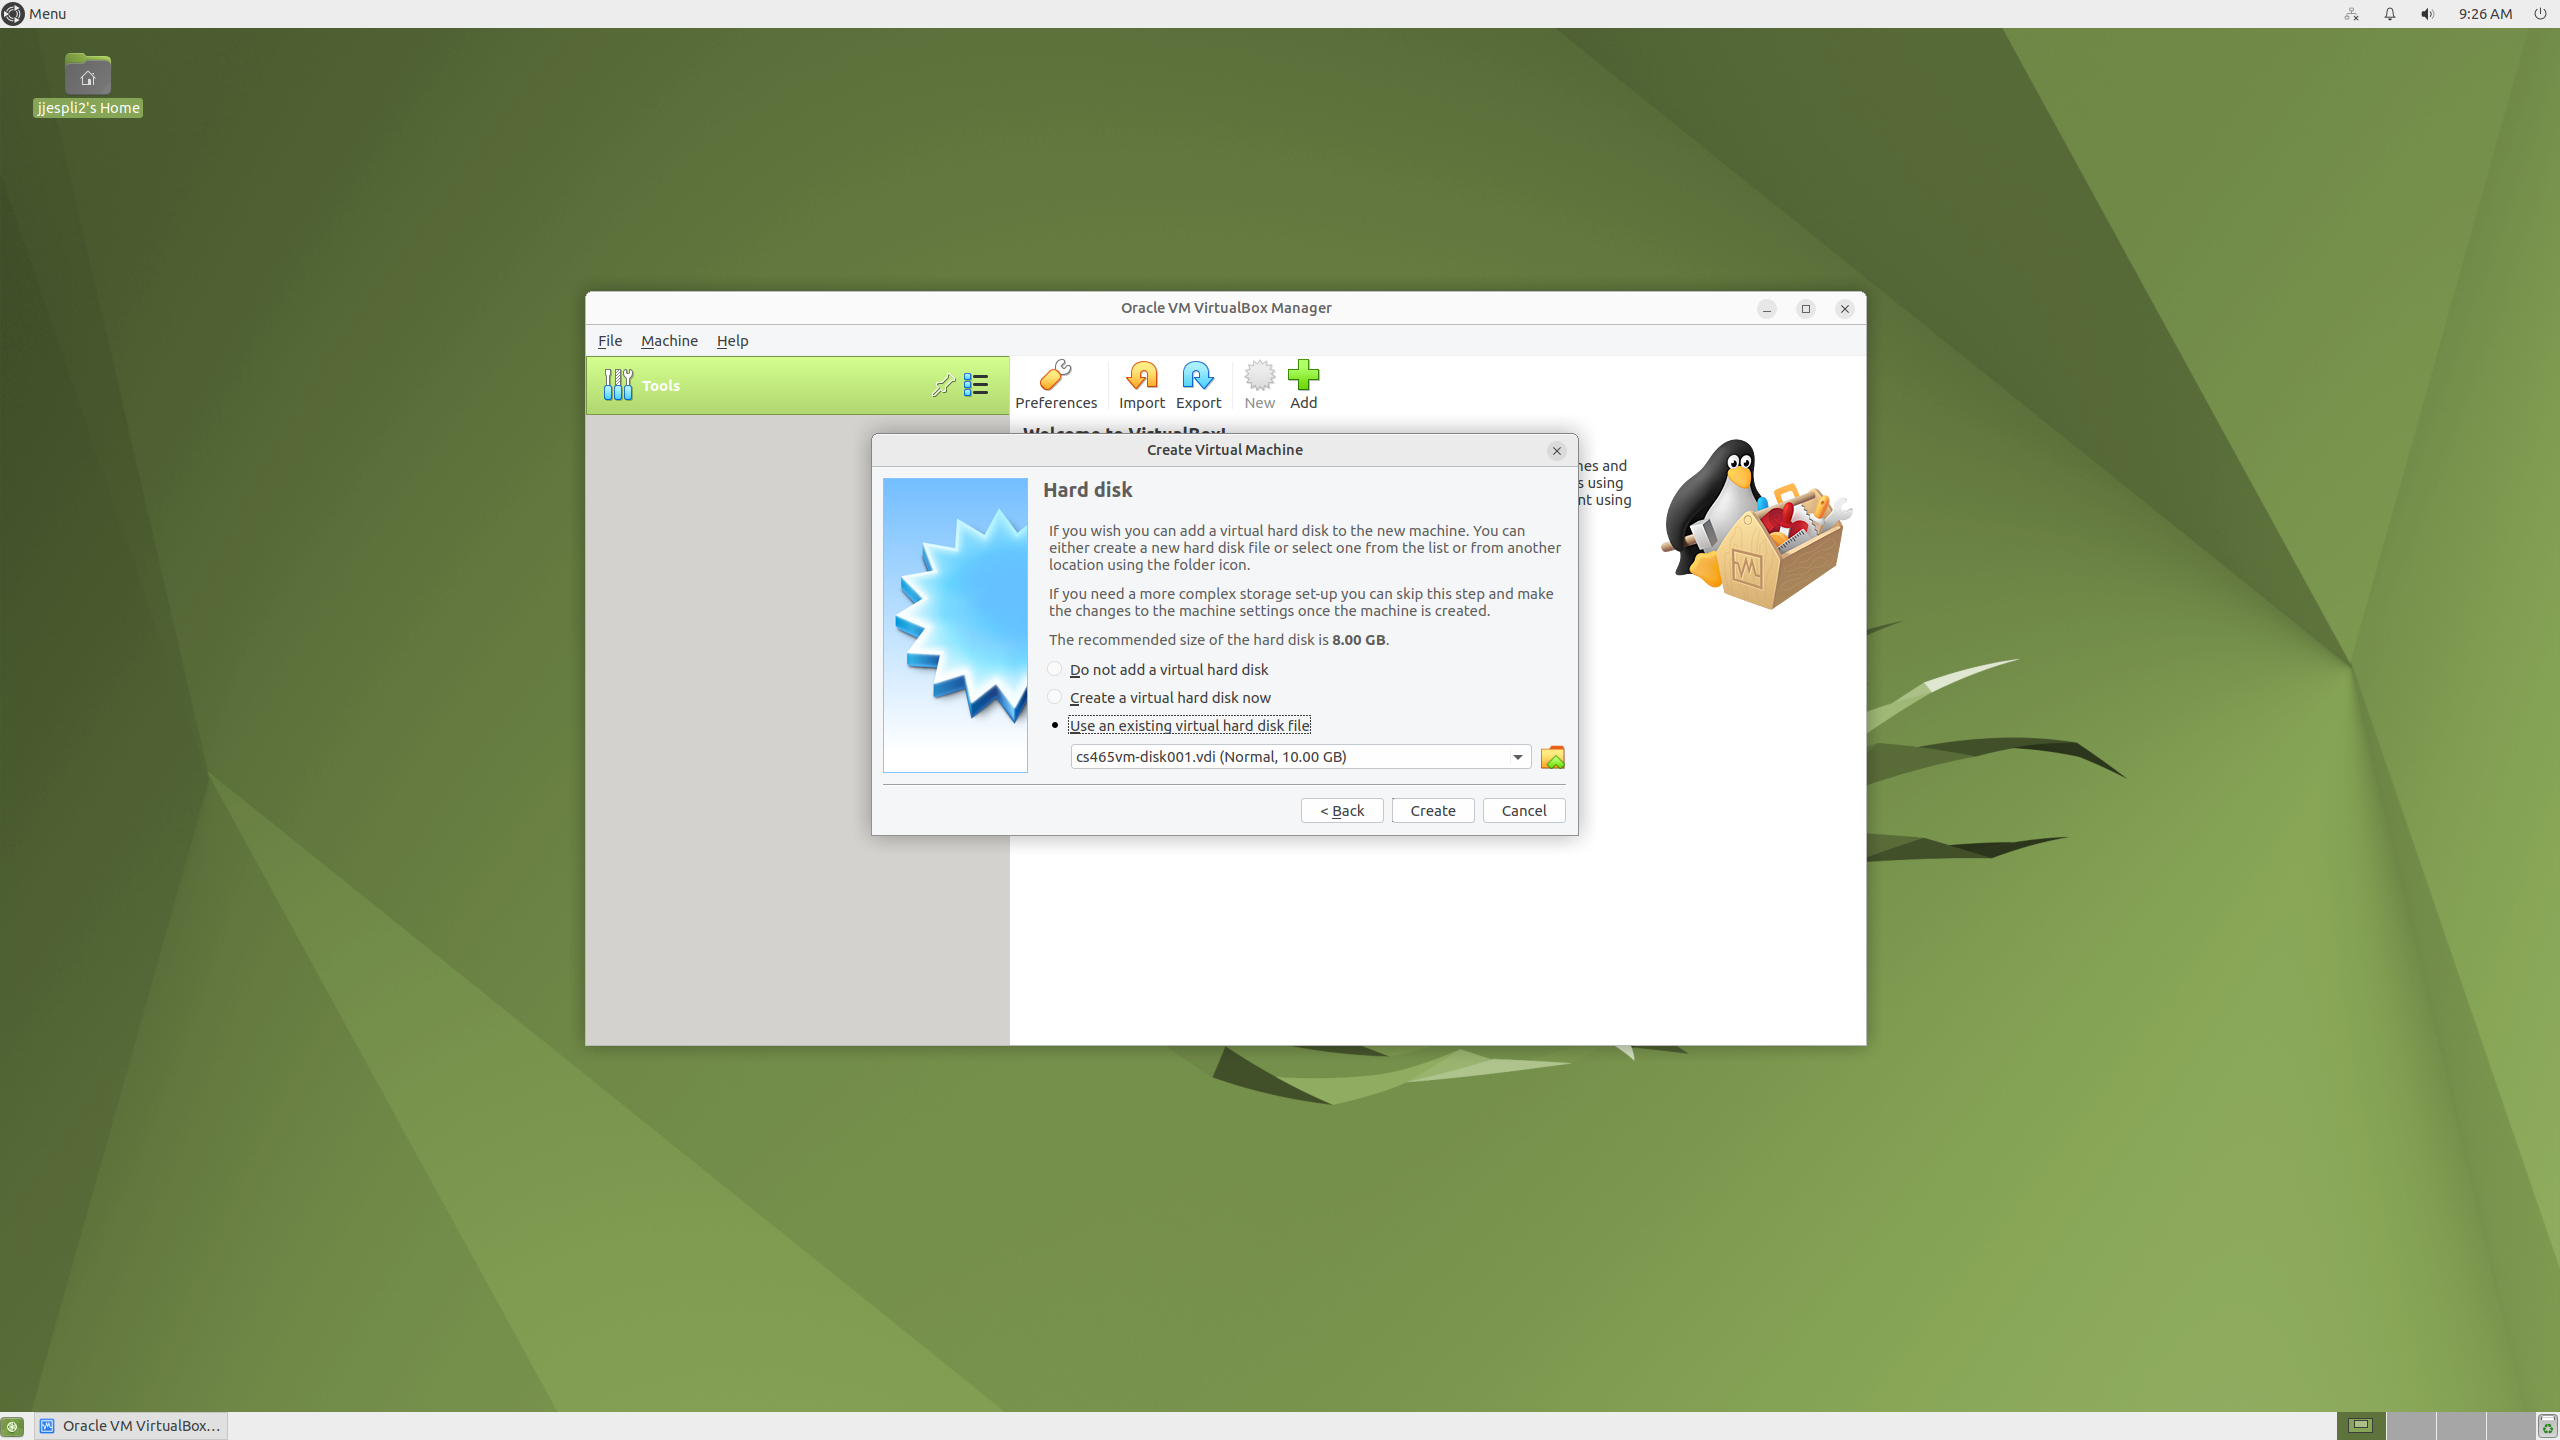 Menu
9:26 AM
jjespli2's Home
Oracle VM VirtualBox Manager
File Machine Help
Tools
Preferences Import Export New Add
Welcome to VirtualBox!
Create Virtual Machine
nes and
s using
nt using
Hard disk
If you wish you can add a virtual hard disk to the new machine. You can
either create a new hard disk file or select one from the list or from another
location using the folder icon.
If you need a more complex storage set-up you can skip this step and make
the changes to the machine settings once the machine is created.
The recommended size of the hard disk is 8.00 GB.
Do not add a virtual hard disk
Create a virtual hard disk now
Use an existing virtual hard disk file
cs465vm-disk001.vdi (Normal, 10.00 GB)
< Back Create Cancel
Oracle VM VirtualBox...